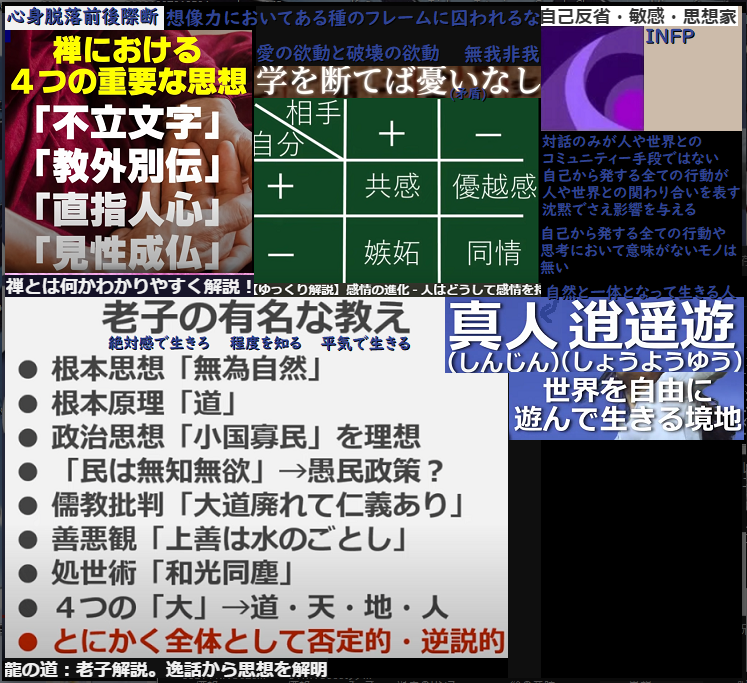 心身脱落前後際断
想像力においてある種のフレームに囚われるな
禅における
４つの重要な思想
「不立文字」
「教外別伝」
「直指人心」
「見性成仏」
禅とは何かわかりやすく解説！
愛の欲動と破壊の欲動 無我非我
学を断てば憂いなし
(矛盾)
相手
自分
＋ －
＋ 共感 優越感
－ 嫉妬 同情
【ゆっくり解説】感情の進化 - 人はどうして感情を持
自己反省・敏感・思想家
INFP
対話のみが人や世界との
コミュニティー手段ではない
自己から発する全ての行動が
人や世界との関わり合いを表す
沈黙でさえ影響を与える
自己から発する全ての行動や
思考において意味がないモノは
無い
自然と一体となって生きる人
真人 逍遥遊
(しんじん)(しょうようゆう)
世界を自由に
遊んで生きる境地
老子の有名な教え
絶対感で生きろ 程度を知る 平気で生きる
● 根本思想「無為自然」
● 根本原理「道」
● 政治思想「小国寡民」を理想
● 「民は無知無欲」→愚民政策？
● 儒教批判「大道廃れて仁義あり」
● 善悪観「上善は水のごとし」
● 処世術「和光同塵」
● ４つの「大」→道・天・地・人
● とにかく全体として否定的・逆説的
龍の道：老子解説。逸話から思想を解明